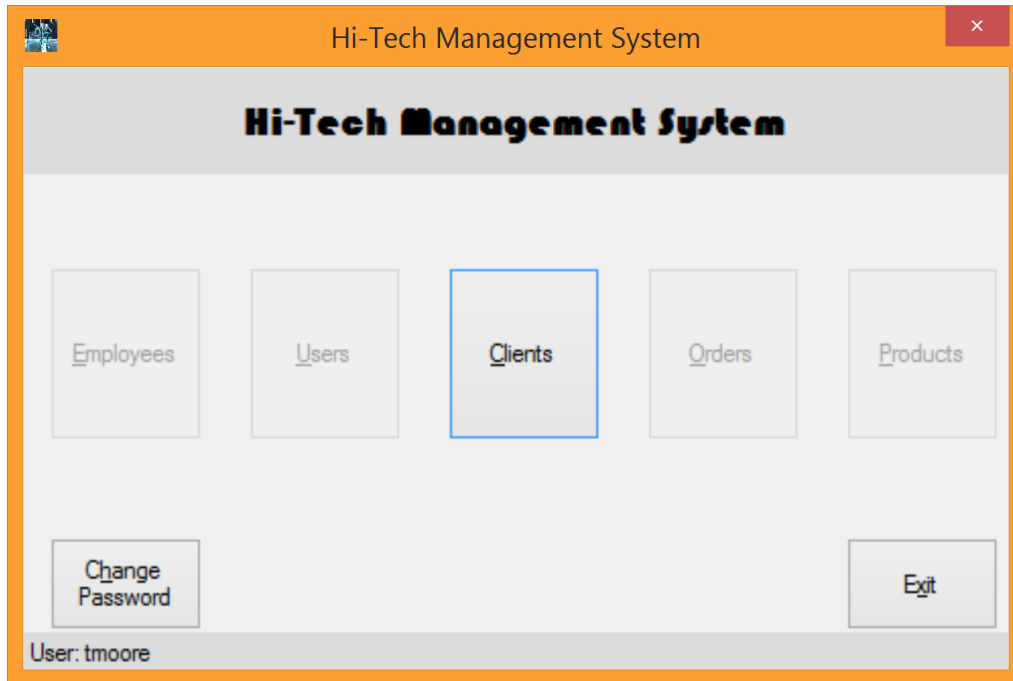 Hi-Tech Management System
Hi-Tech Management System
Employees
Users
Clients
Orders
Products
Change
Password
Exit
User: tmoore